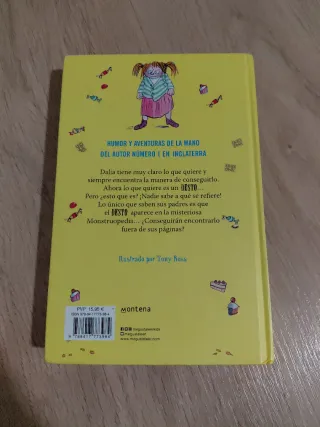 HUMOR Y AVENTURAS DE LA MANO
DEL AUTOR NÚMERO 1 EN INGLATERRA
Dalia tiene muy claro lo que quiere y
siempre encuentra la manera de conseguirlo.
Ahora lo que quiere es un OESTO...
Pero ¿esto que es? ¡Nadie sabe a qué se refiere!
Lo único que saben sus padres es que
el OESTO aparece en la misteriosa
Monstruopedia... ¿Conseguirán encontrarlo
fuera de sus páginas?
Ilustrado por Tony Ross
montena